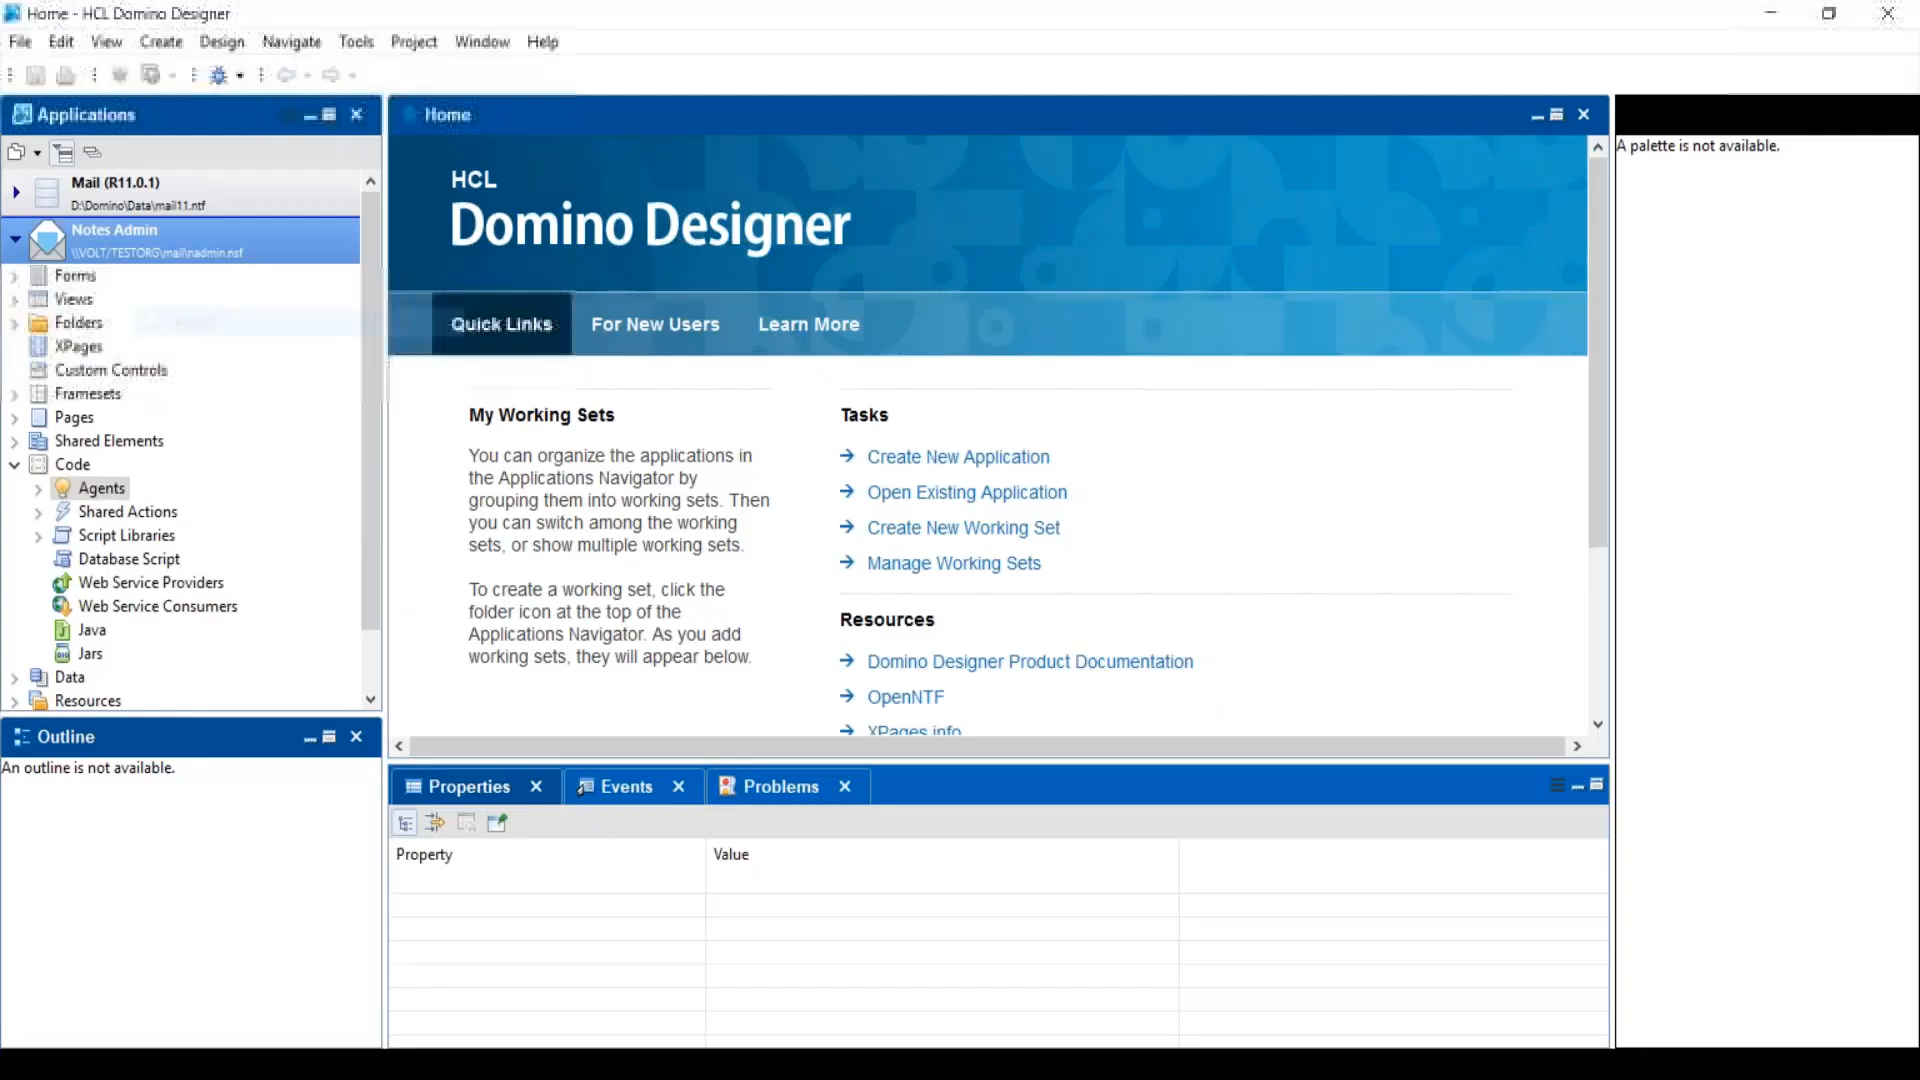 Home - HCL Domino Designer
File Edit View Create Design Navigate Tools Project Window Help
Applications
Mail (R11.0.1)
D:\Domino\Data\mail11.ntf
Notes Admin
\\VOLT/TESTORG\mail\nadmin.nsf
Forms
Views
Folders
XPages
Custom Controls
Framesets
Pages
Shared Elements
Code
Agents
Shared Actions
Script Libraries
Database Script
Web Service Providers
Web Service Consumers
Java
Jars
Data
Resources
Outline
An outline is not available.
Home
HCL
Domino Designer
Quick Links For New Users Learn More
My Working Sets
You can organize the applications in
the Applications Navigator by
grouping them into working sets. Then
you can switch among the working
sets, or show multiple working sets.
To create a working set, click the
folder icon at the top of the
Applications Navigator. As you add
working sets, they will appear below.
Tasks
Create New Application
Open Existing Application
Create New Working Set
Manage Working Sets
Resources
Domino Designer Product Documentation
OpenNTF
XPages.info
Properties Events Problems
Property Value
A palette is not available.